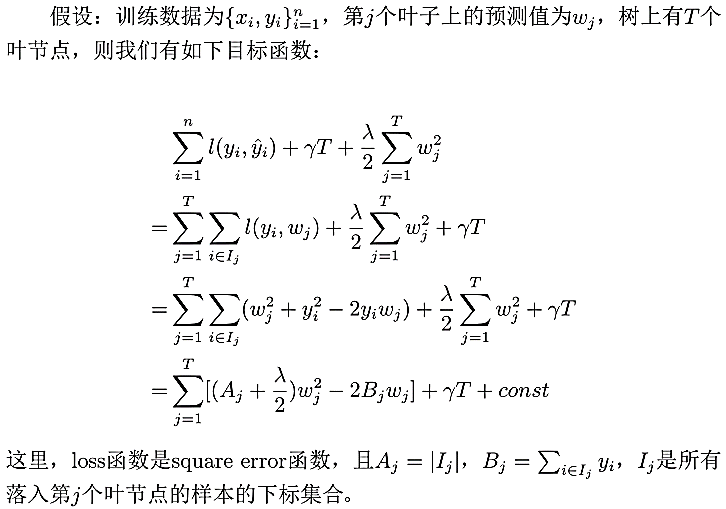 假设：训练数据为$\{x_i, y_i\}_{i=1}^n$，第$j$个叶子上的预测值为$w_j$，树上有$T$个
叶节点，则我们有如下目标函数：
$\sum_{i=1}^{n} l(y_i, \hat{y}_i) + \gamma T + \frac{\lambda}{2} \sum_{j=1}^{T} w_j^2$
$= \sum_{j=1}^{T} \sum_{i \in I_j} l(y_i, w_j) + \frac{\lambda}{2} \sum_{j=1}^{T} w_j^2 + \gamma T$
$= \sum_{j=1}^{T} \sum_{i \in I_j} (w_j^2 + y_i^2 - 2y_i w_j) + \frac{\lambda}{2} \sum_{j=1}^{T} w_j^2 + \gamma T$
$= \sum_{j=1}^{T} [(A_j + \frac{\lambda}{2}) w_j^2 - 2B_j w_j] + \gamma T + const$
这里，loss函数是square error函数，且$A_j = |I_j|$，$B_j = \sum_{i \in I_j} y_i$，$I_j$是所有
落入第$j$个叶节点的样本的下标集合。